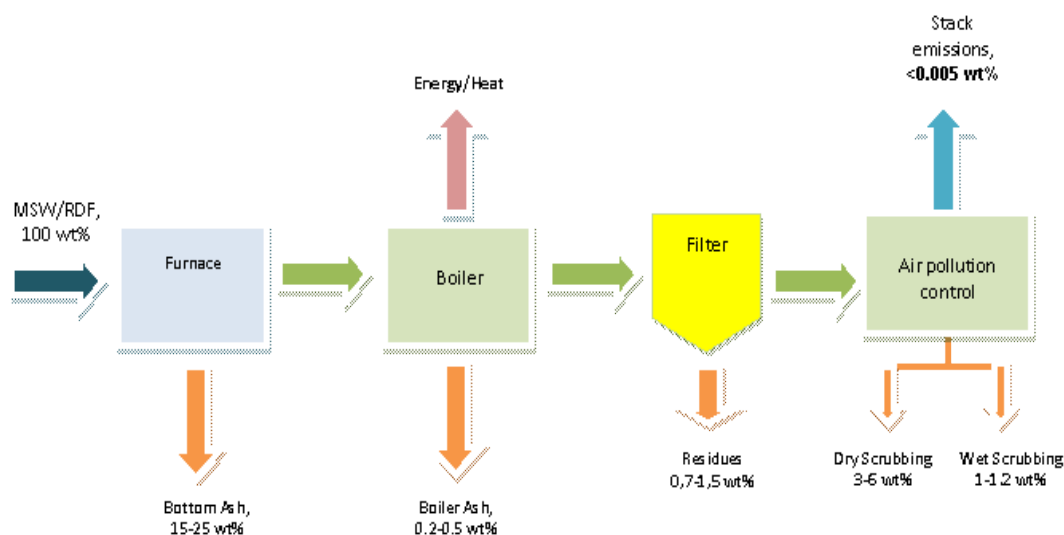 Stack
emissions,
<0.005 wt%
Energy/Heat
MSW/RDF,
100 wt%
Furnace
Boiler
Filter
Air pollution
control
Bottom Ash,
15-25 wt%
Boiler Ash,
0.2-0.5 wt%
Residues
0,7-1,5 wt%
Dry Scrubbing
3-6 wt%
Wet Scrubbing
1-1.2 wt%